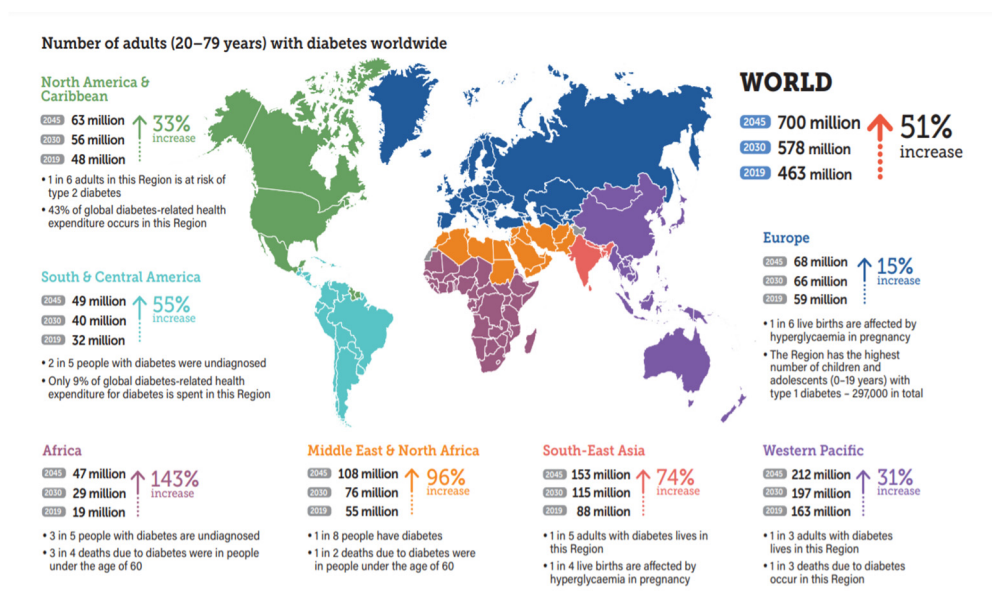 Number of adults (20–79 years) with diabetes worldwide
North America &
Caribbean
2045 63 million
2030 56 million
2019 48 million
33%
increase
• 1 in 6 adults in this Region is at risk of
type 2 diabetes
• 43% of global diabetes-related health
expenditure occurs in this Region
South & Central America
2045 49 million
2030 40 million
2019 32 million
55%
increase
• 2 in 5 people with diabetes were undiagnosed
• Only 9% of global diabetes-related health
expenditure for diabetes is spent in this Region
WORLD
2045 700 million
2030 578 million
2019 463 million
51%
increase
Europe
2045 68 million
2030 66 million
2019 59 million
15%
increase
• 1 in 6 live births are affected by
hyperglycaemia in pregnancy
• The Region has the highest
number of children and
adolescents (0–19 years) with
type 1 diabetes – 297,000 in total
Africa
2045 47 million
2030 29 million
2019 19 million
143%
increase
• 3 in 5 people with diabetes are undiagnosed
• 3 in 4 deaths due to diabetes were in people
under the age of 60
Middle East & North Africa
2045 108 million
2030 76 million
2019 55 million
96%
increase
• 1 in 8 people have diabetes
• 1 in 2 deaths due to diabetes were
in people under the age of 60
South-East Asia
2045 153 million
2030 115 million
2019 88 million
74%
increase
• 1 in 5 adults with diabetes lives in
this Region
• 1 in 4 live births are affected by
hyperglycaemia in pregnancy
Western Pacific
2045 212 million
2030 197 million
2019 163 million
31%
increase
• 1 in 3 adults with diabetes
lives in this Region
• 1 in 3 deaths due to diabetes
occur in this Region